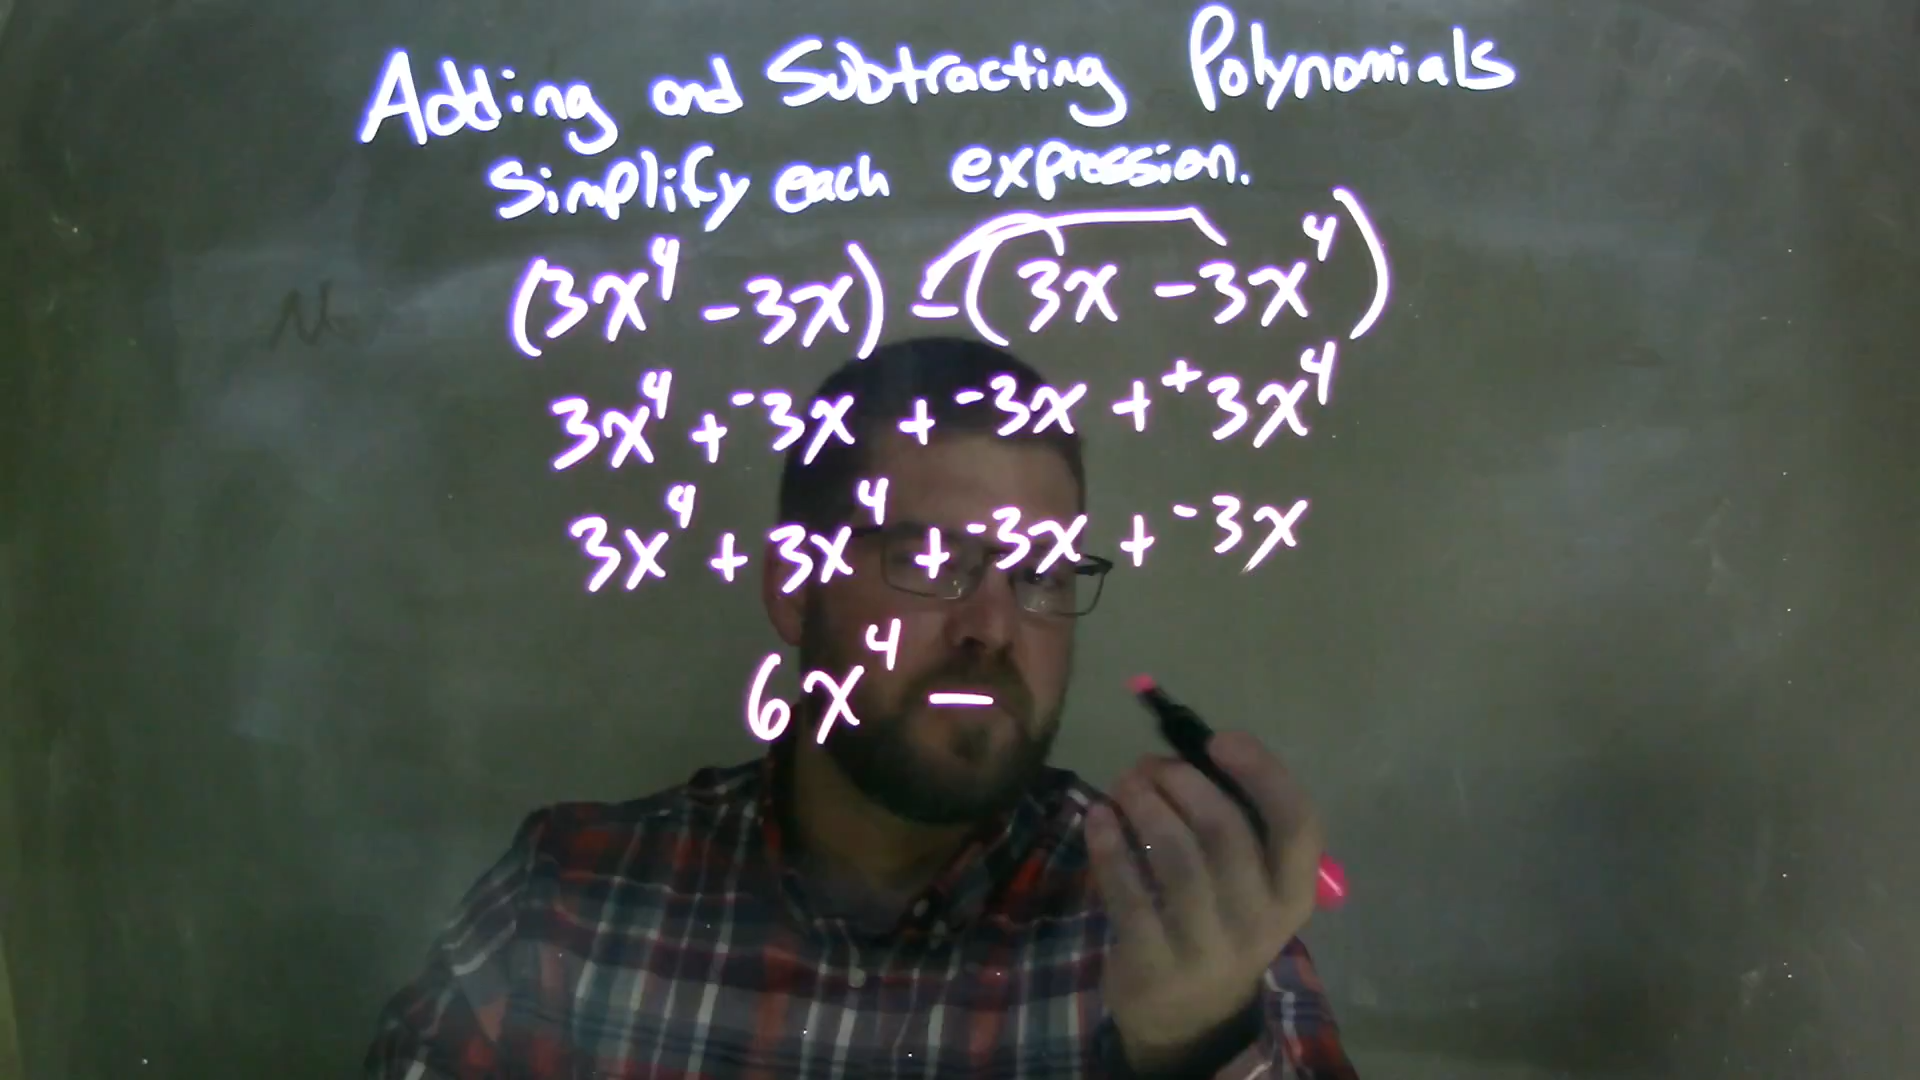 Adding and Subtracting Polynomials
Simplify each expression.
(3x⁴ - 3x) - (3x - 3x⁴)
3x⁴ + ⁻3x + ⁻3x + ⁺3x⁴
3x⁴ + 3x⁴ + ⁻3x + ⁻3x
6x⁴ -